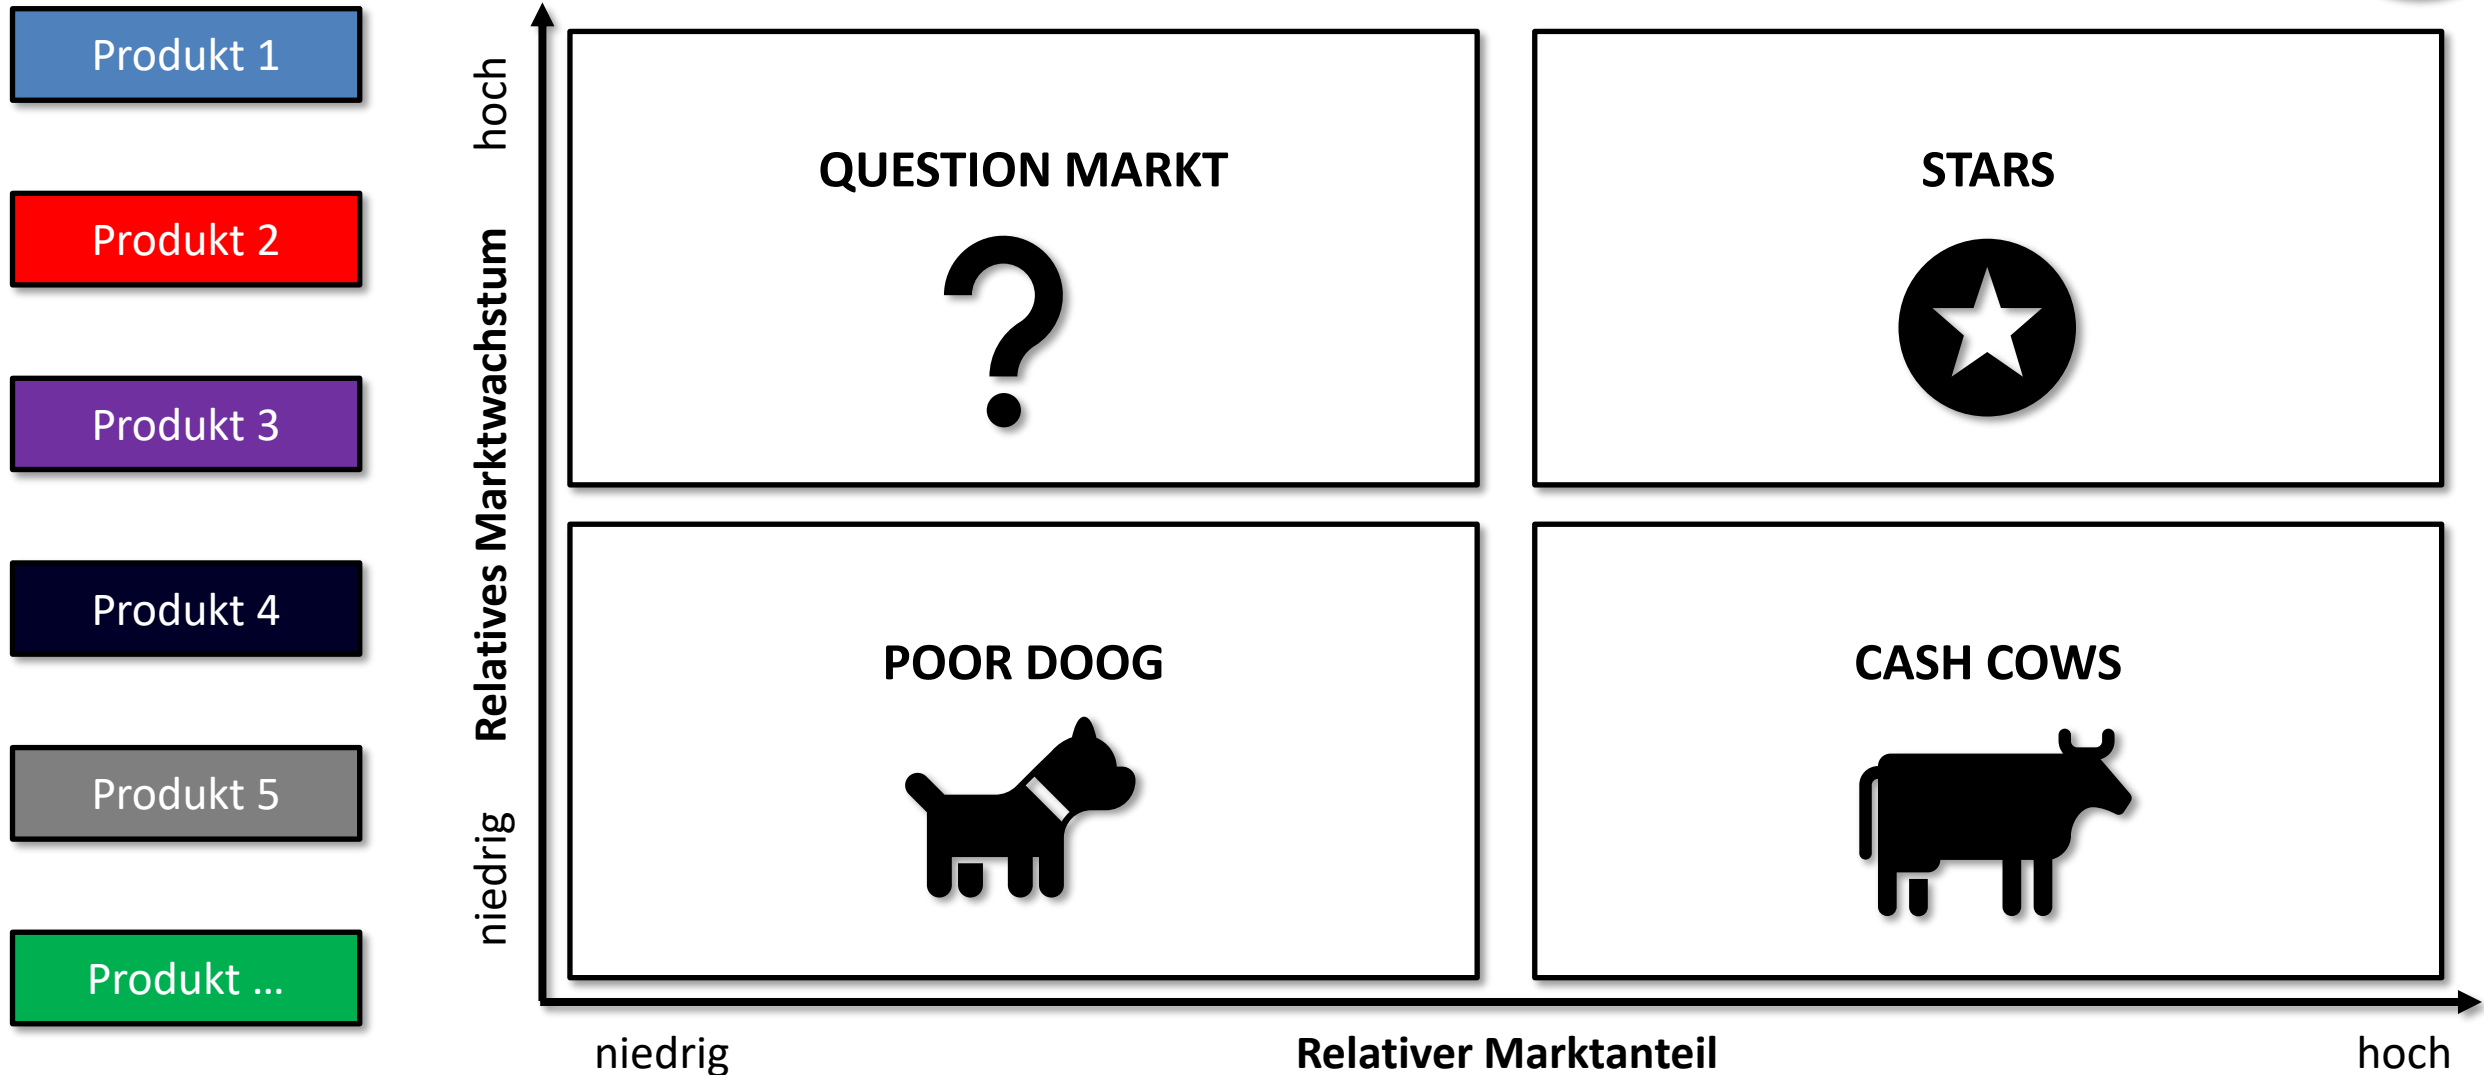 Produkt 1
Produkt 2
Produkt 3
Produkt 4
Produkt 5
Produkt ...
hoch
Relatives Marktwachstum
niedrig
QUESTION MARKT
STARS
POOR DOOG
CASH COWS
niedrig
Relativer Marktanteil
hoch